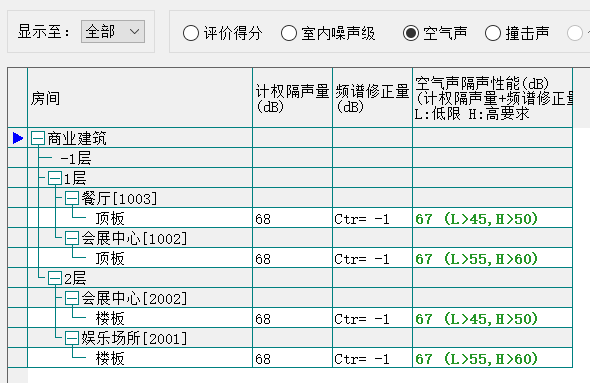 显示至: 全部 评价得分 室内噪声级 空气声 撞击声
房间 计权隔声量(dB) 频谱修正量(dB) 空气声隔声性能(dB)(计权隔声量+频谱修正量 L:低限 H:高要求
商业建筑
-1层
1层
餐厅[1003]
顶板 68 Ctr= -1 67 (L>45,H>50)
会展中心[1002]
顶板 68 Ctr= -1 67 (L>55,H>60)
2层
会展中心[2002]
楼板 68 Ctr= -1 67 (L>45,H>50)
娱乐场所[2001]
楼板 68 Ctr= -1 67 (L>55,H>60)